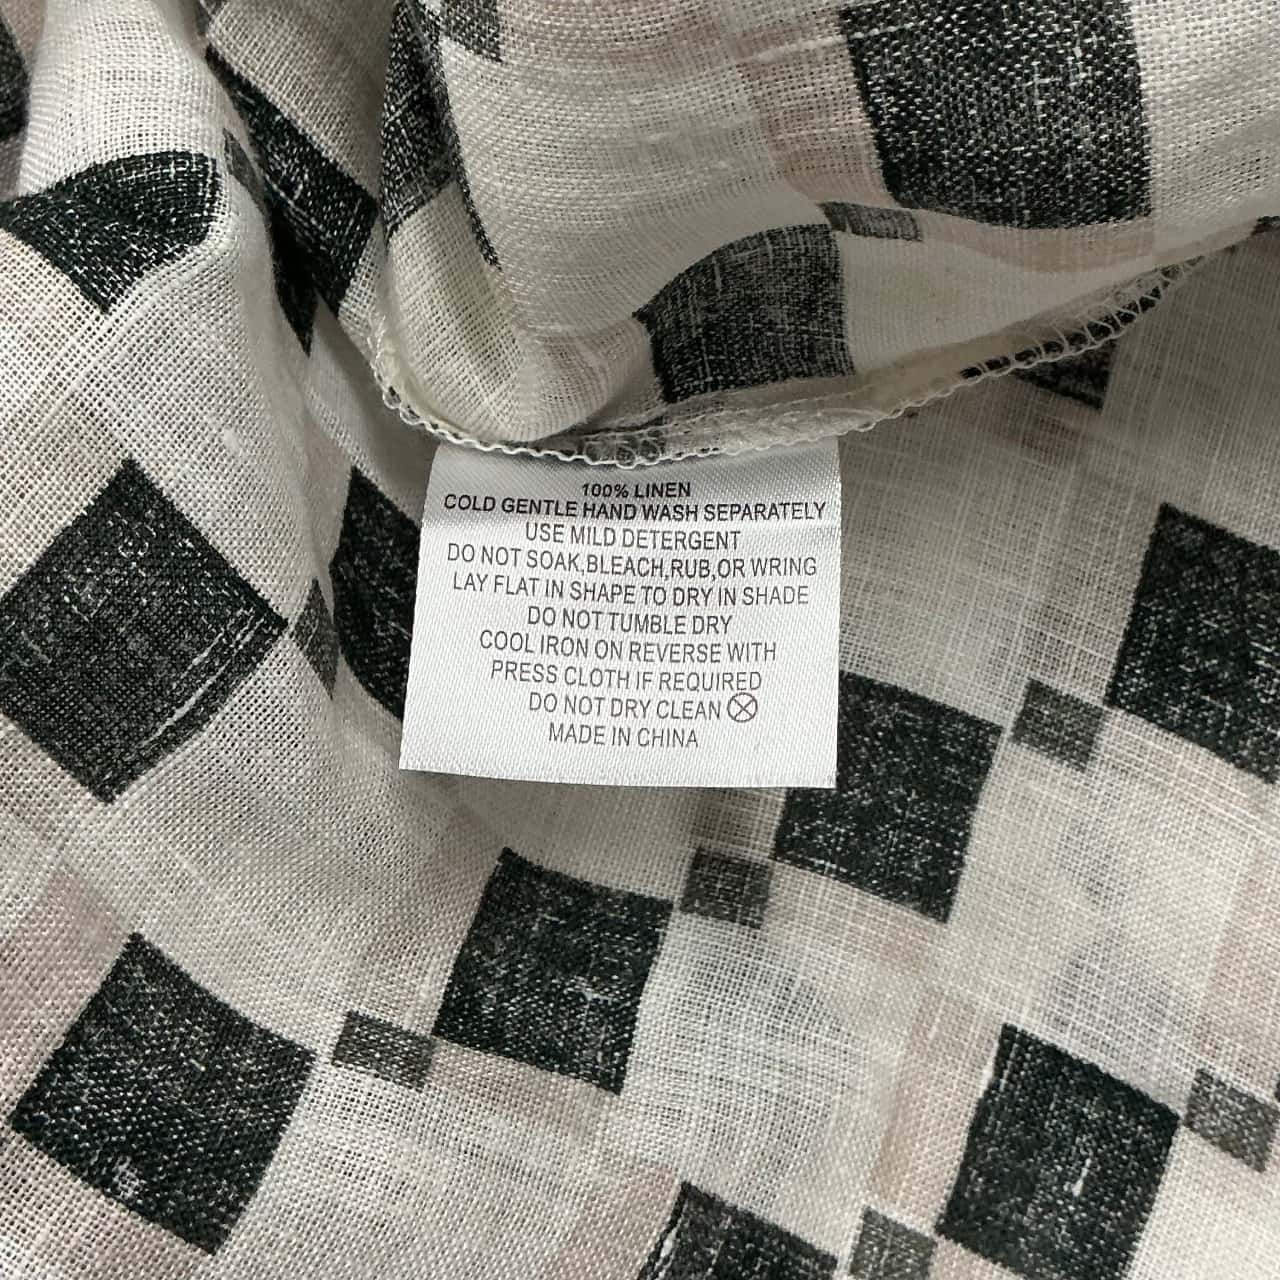 100% LINEN
COLD GENTLE HAND WASH SEPARATELY
USE MILD DETERGENT
DO NOT SOAK,BLEACH,RUB,OR WRING
LAY FLAT IN SHAPE TO DRY IN SHADE
DO NOT TUMBLE DRY
COOL IRON ON REVERSE WITH
PRESS CLOTH IF REQUIRED
DO NOT DRY CLEAN
MADE IN CHINA